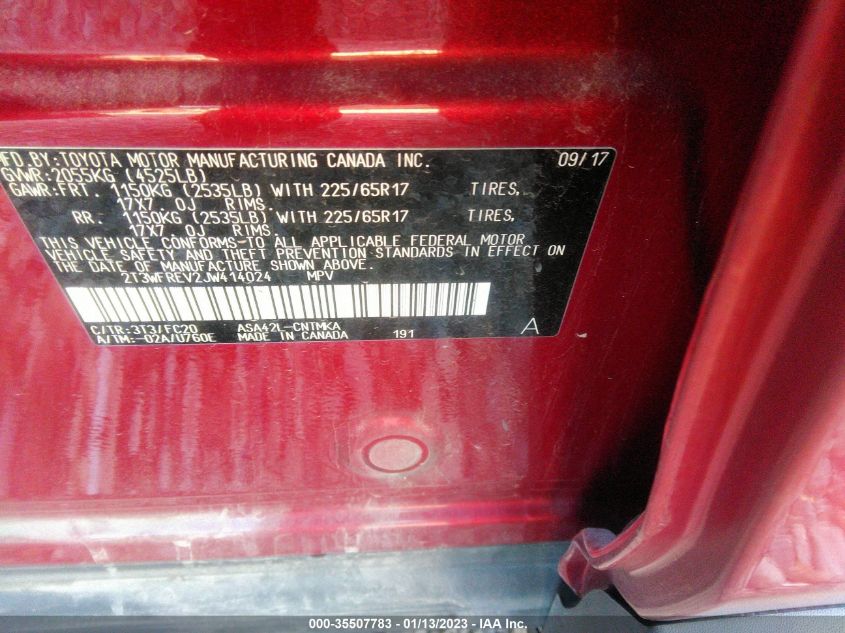 MFD.BY:TOYOTA MOTOR MANUFACTURING CANADA INC. 09/17
GVWR:2055KG (4525LB)
GAWR:FRT. 1150KG (2535LB) WITH 225/65R17 TIRES,
17X7 0J RIMS.
RR. 1150KG (2535LB) WITH 225/65R17 TIRES,
17X7 0J RIMS.
THIS VEHICLE CONFORMS-TO ALL APPLICABLE FEDERAL MOTOR
VEHICLE SAFETY AND THEFT PREVENTION STANDARDS IN EFFECT ON
THE DATE OF MANUFACTURE SHOWN ABOVE.
2T3WFREV2JW414024 MPV
C/TR:3T3/FC20 ASA42L-CNTMKA 191 A
A/TM:-02A/U760E MADE IN CANADA
000-35507783 - 01/13/2023 - IAA Inc.